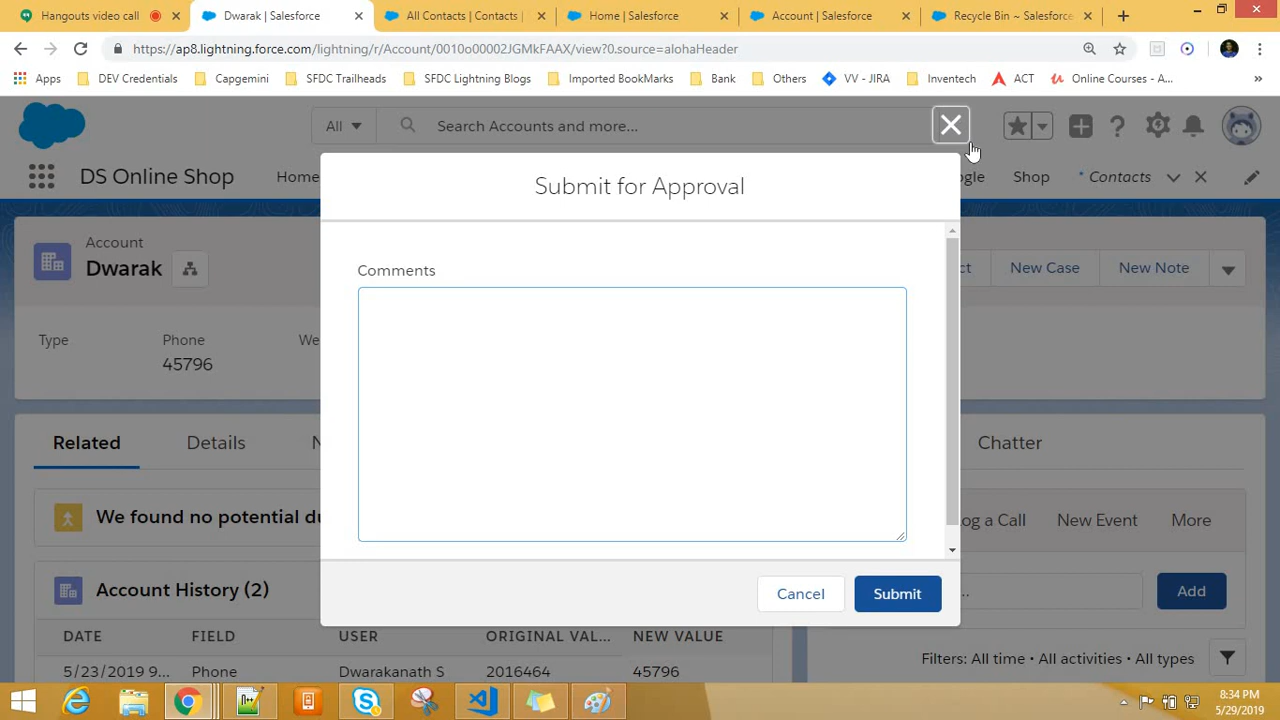 Hangouts video call
Dwarak | Salesforce
All Contacts | Contacts |
Home | Salesforce
Account | Salesforce
Recycle Bin ~ Salesforce
https://ap8.lightning.force.com/lightning/r/Account/0010o00002JGMkFAAX/view?0.source=alohaHeader
Apps
DEV Credentials
Capgemini
SFDC Trailheads
SFDC Lightning Blogs
Imported BookMarks
Bank
Others
VV - JIRA
Inventech
ACT
Online Courses - A...
»
All
Search Accounts and more...
DS Online Shop
Home
Shop
* Contacts
Submit for Approval
Account
Dwarak
New Case
New Note
Comments
Type
Phone
45796
Related
Details
Chatter
We found no potential
New Event
More
Account History (2)
Cancel
Submit
Add
DATE
FIELD
USER
ORIGINAL VAL...
NEW VALUE
5/23/2019 9...
Phone
Dwarakanath S
2016464
45796
Filters: All time • All activities • All types
8:34 PM
5/29/2019